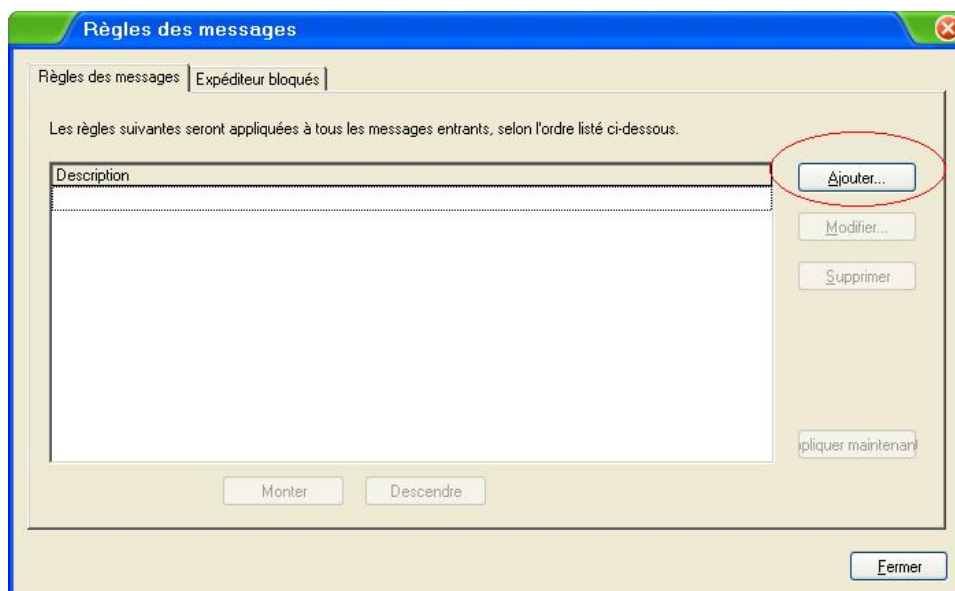 Règles des messages
Règles des messages Expéditeur bloqués
Les règles suivantes seront appliquées à tous les messages entrants, selon l'ordre listé ci-dessous.
Description
Ajouter...
Modifier...
Supprimer
ppliquer maintenant
Monter Descendre
Fermer